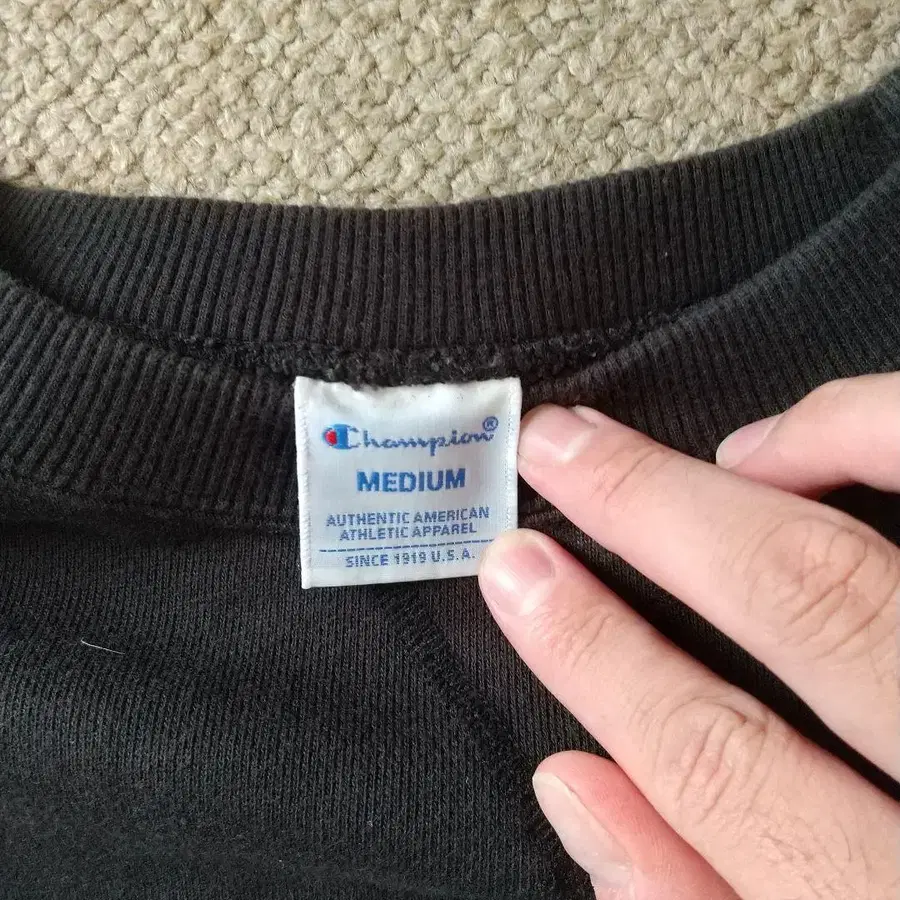 Champion®
MEDIUM
AUTHENTIC AMERICAN
ATHLETIC APPAREL
SINCE 1919 U.S.A.